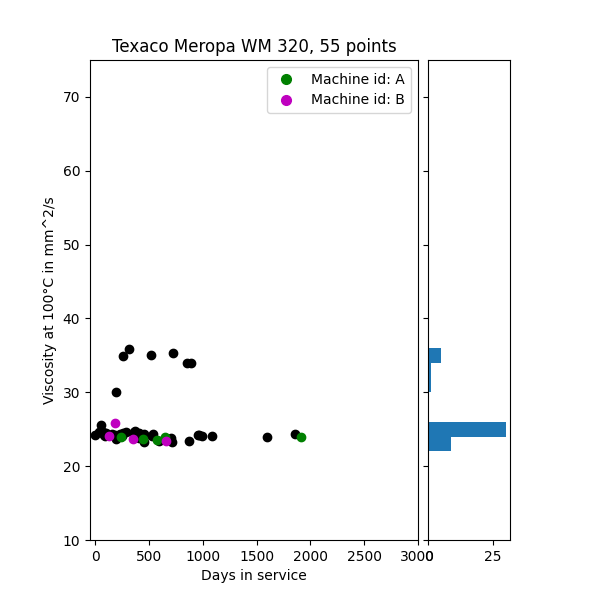 Texaco Meropa WM 320, 55 points
Machine id: A
Machine id: B
70
60
50
40
30
20
10
Viscosity at 100°C in mm^2/s
0 500 1000 1500 2000 2500 3000
0 25
Days in service